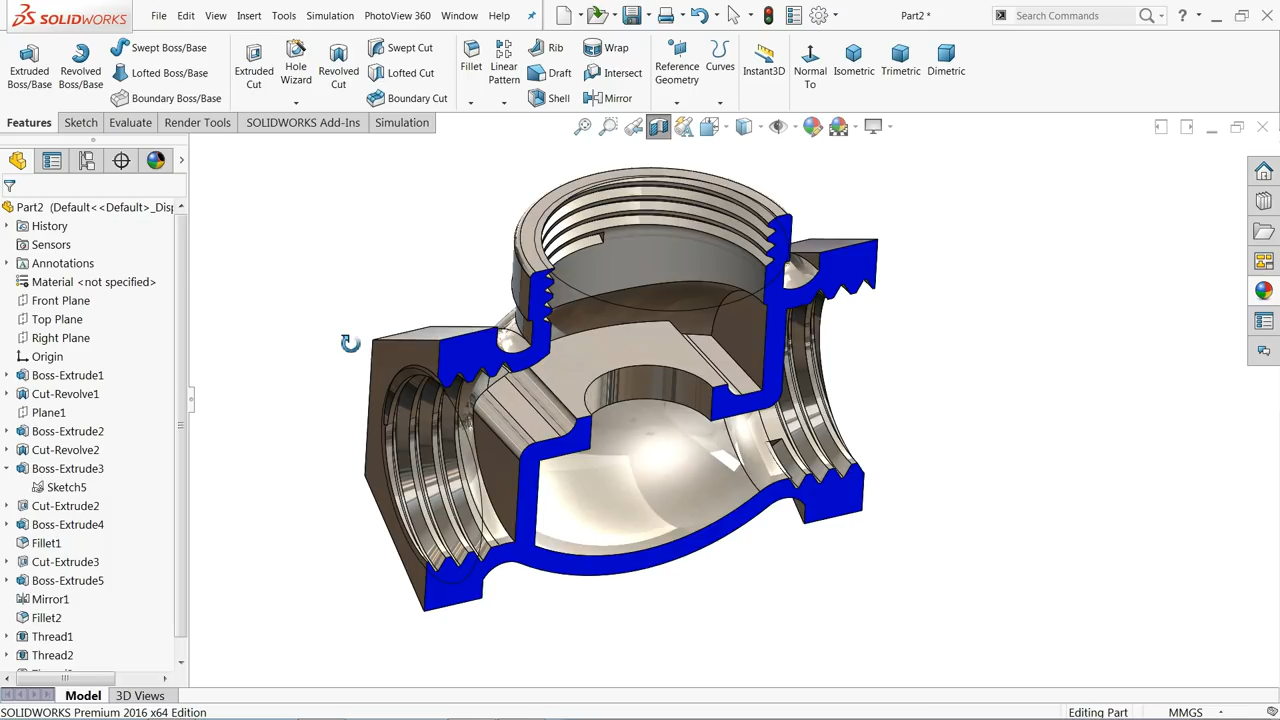 SOLIDWORKS
File Edit View Insert Tools Simulation PhotoView 360 Window Help
Part2 *
Search Commands
?
Extruded Boss/Base
Revolved Boss/Base
Swept Boss/Base
Lofted Boss/Base
Boundary Boss/Base
Extruded Cut
Hole Wizard
Revolved Cut
Swept Cut
Lofted Cut
Boundary Cut
Fillet
Linear Pattern
Rib
Draft
Shell
Wrap
Intersect
Mirror
Reference Geometry
Curves
Instant3D
Normal To
Isometric
Trimetric
Dimetric
Features Sketch Evaluate Render Tools SOLIDWORKS Add-Ins Simulation
Part2 (Default<<Default>_Disp
History
Sensors
Annotations
Material <not specified>
Front Plane
Top Plane
Right Plane
Origin
Boss-Extrude1
Cut-Revolve1
Plane1
Boss-Extrude2
Cut-Revolve2
Boss-Extrude3
Sketch5
Cut-Extrude2
Boss-Extrude4
Fillet1
Cut-Extrude3
Boss-Extrude5
Mirror1
Fillet2
Thread1
Thread2
Model 3D Views
SOLIDWORKS Premium 2016 x64 Edition
Editing Part
MMGS